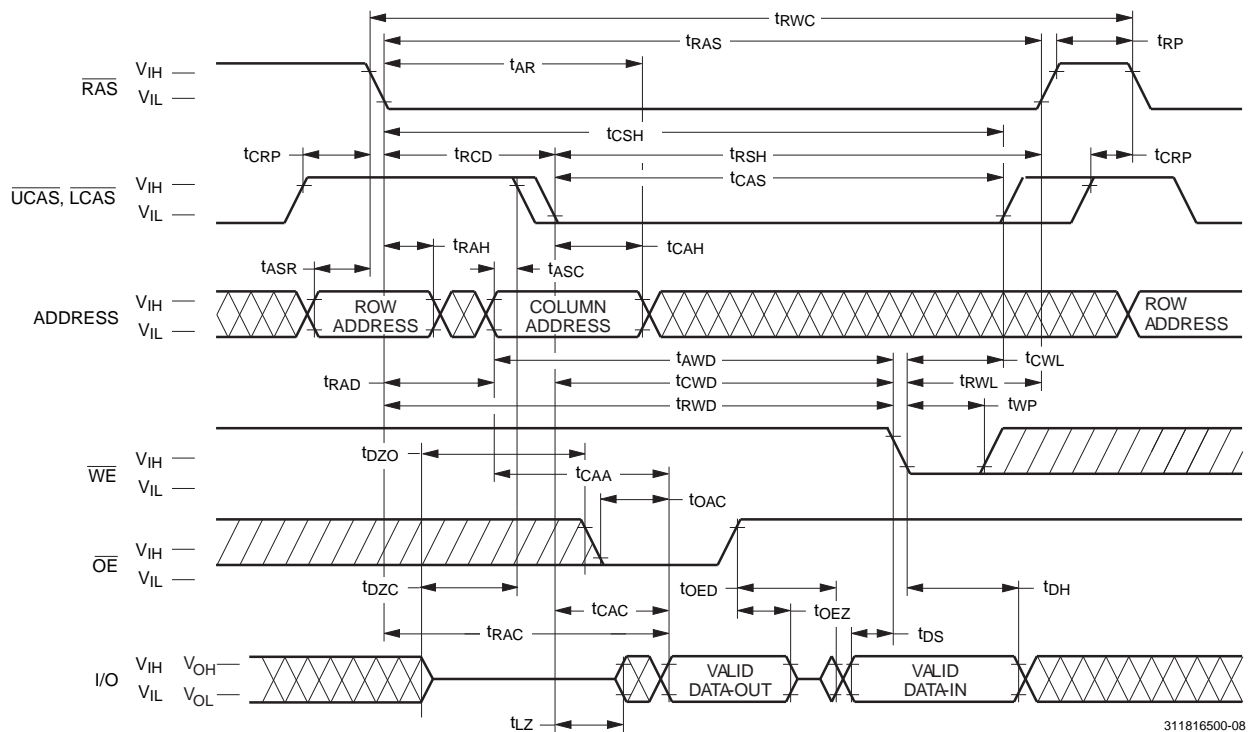 tRWC
tRAS
tRP
tAR
VIH
RAS
VIL
tCSH
tCRP
tRCD
tRSH
tCRP
VIH
UCAS, LCAS
VIL
tCAS
tRAH
tCAH
tASR
tASC
VIH
ADDRESS
VIL
ROW
ADDRESS
COLUMN
ADDRESS
ROW
ADDRESS
tAWD
tCWL
tRAD
tCWD
tRWL
tRWD
tWP
tDZO
VIH
WE
VIL
tCAA
tOAC
VIH
OE
VIL
tDZC
tOED
tDH
tCAC
tOEZ
tRAC
tDS
VIH VOH
I/O
VIL VOL
VALID
DATA-OUT
VALID
DATA-IN
tLZ
311816500-08